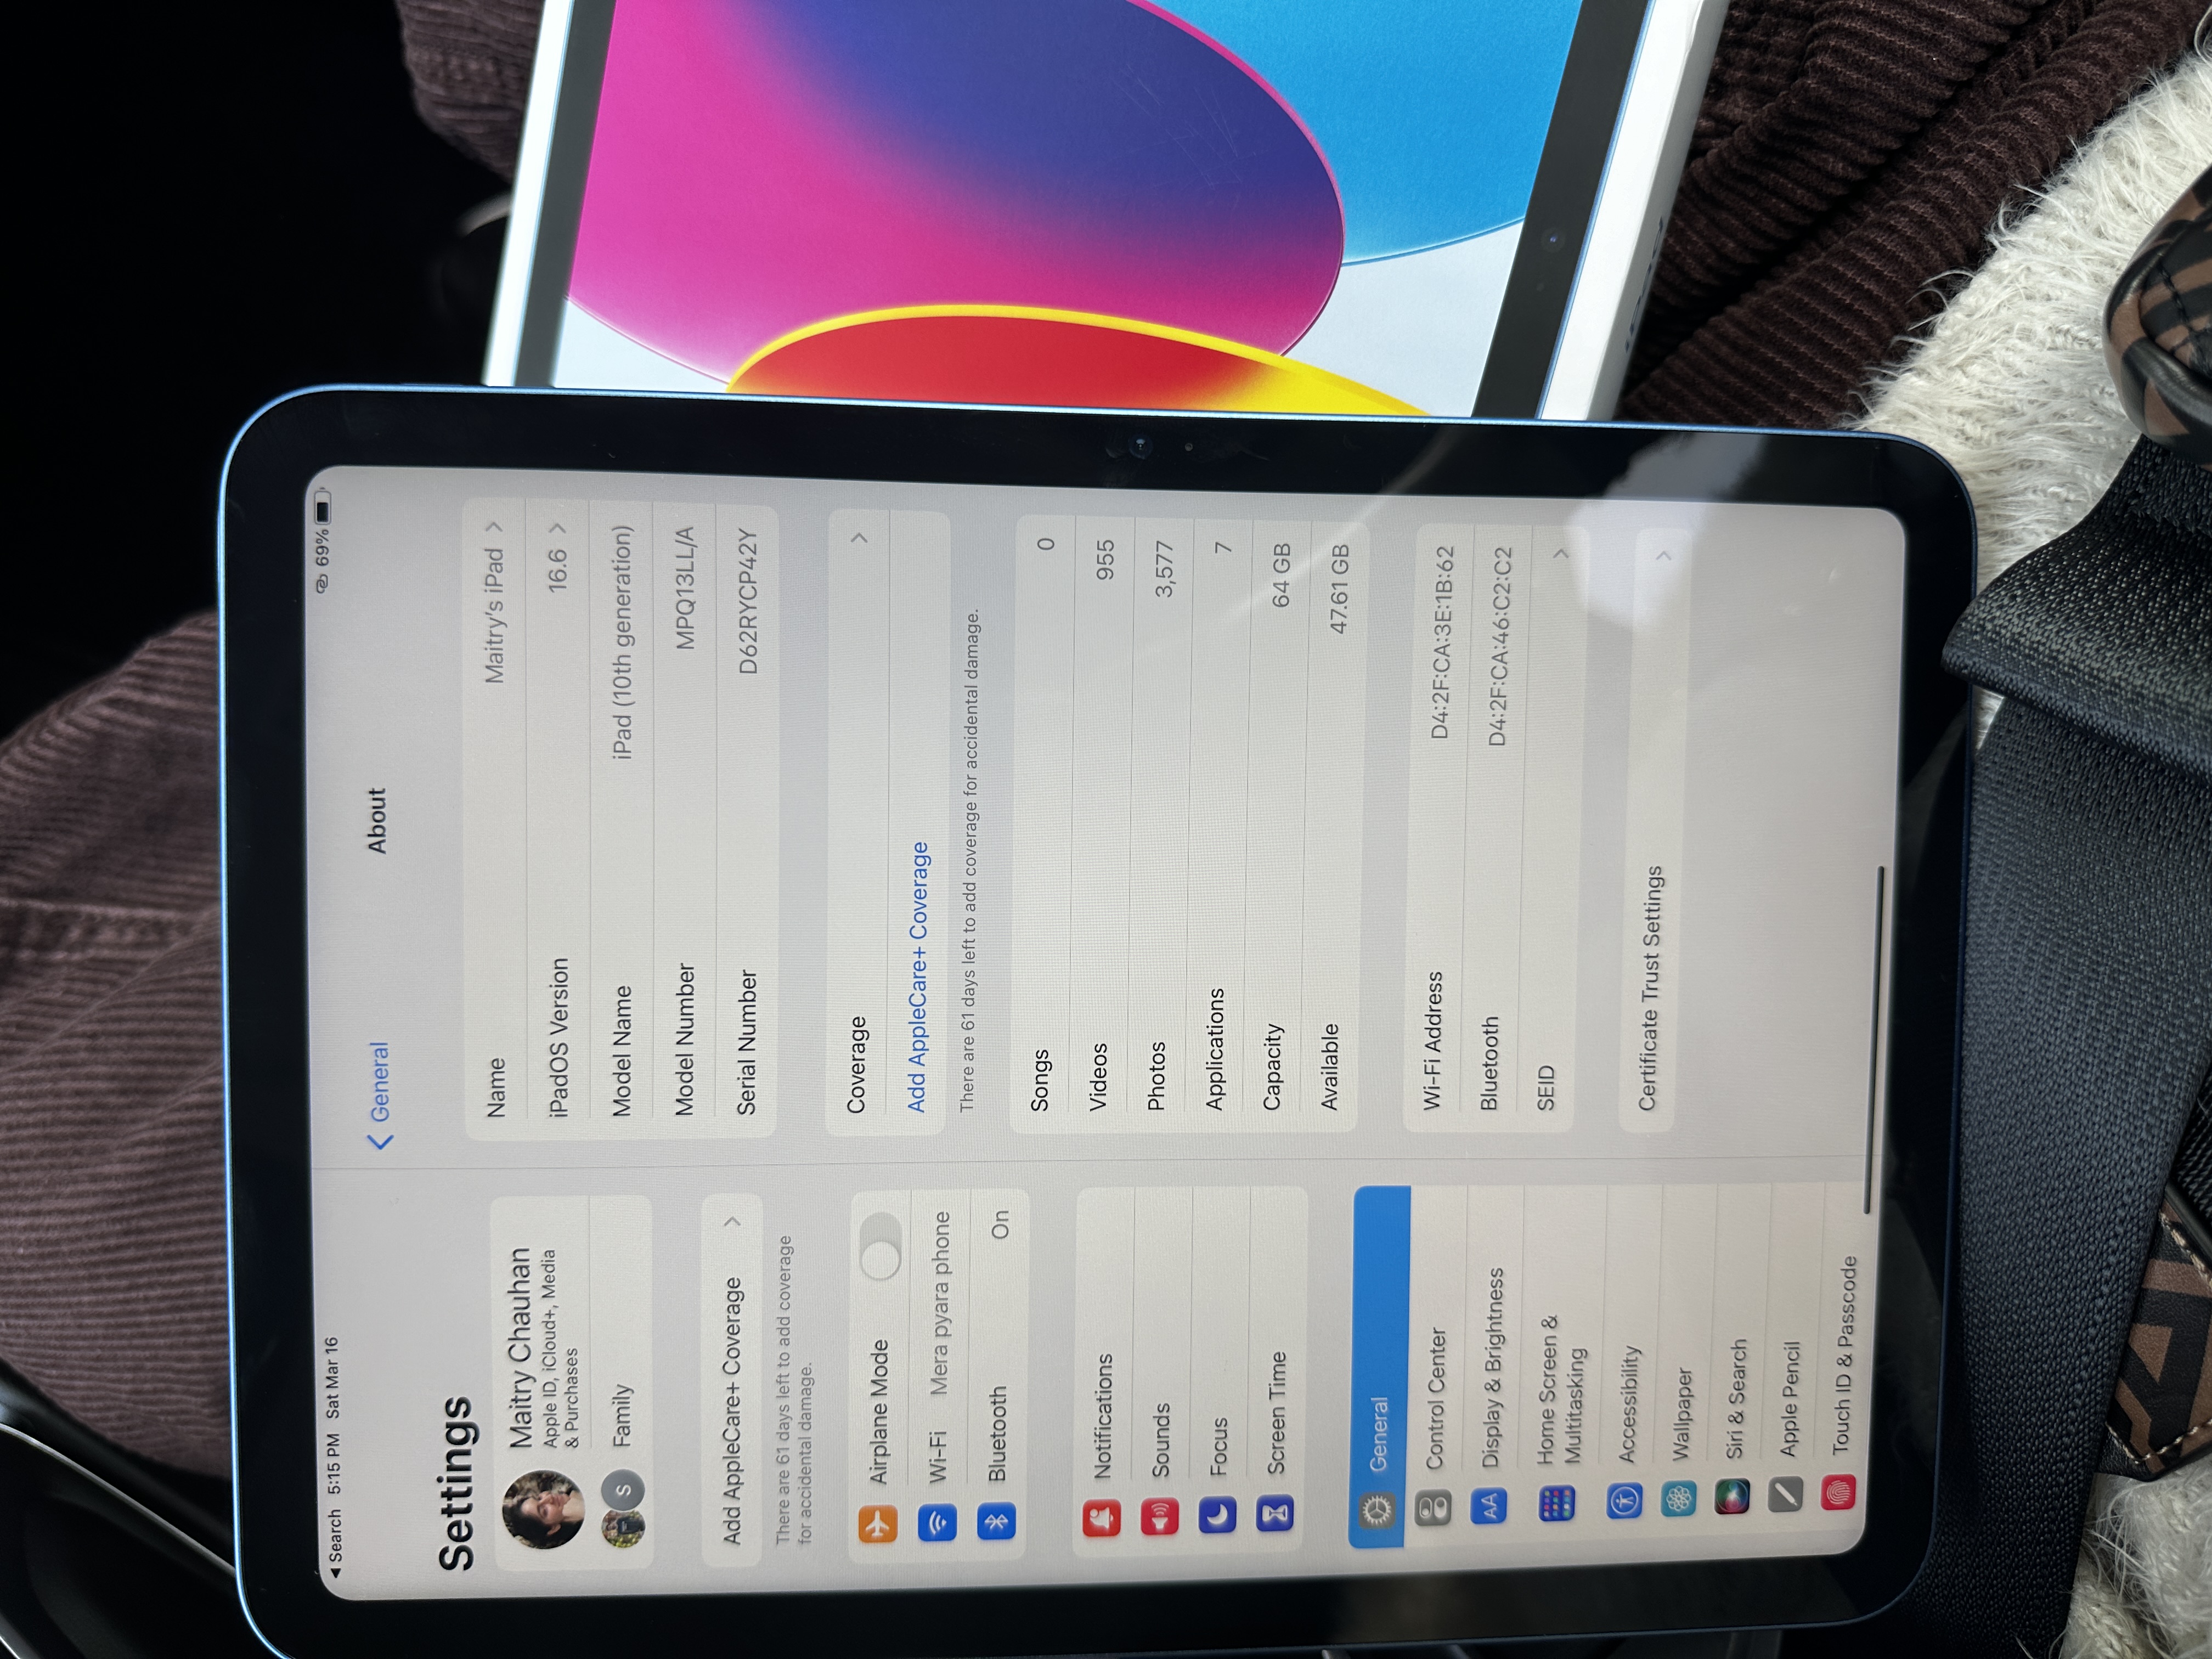 ◀ Search 5:15 PM Sat Mar 16
69%
Settings
Maitry Chauhan
Apple ID, iCloud+, Media
& Purchases
S
Family
Add AppleCare+ Coverage
There are 61 days left to add coverage
for accidental damage.
Airplane Mode
Wi-Fi Mera pyara phone
Bluetooth On
Notifications
Sounds
Focus
Screen Time
General
Control Center
AA
Display & Brightness
Home Screen &
Multitasking
Accessibility
Wallpaper
Siri & Search
Apple Pencil
Touch ID & Passcode
General
About
Name Maitry's iPad
iPadOS Version 16.6
Model Name iPad (10th generation)
Model Number MPQ13LL/A
Serial Number D62RYCP42Y
Coverage
Add AppleCare+ Coverage
There are 61 days left to add coverage for accidental damage.
Songs 0
Videos 955
Photos 3,577
Applications 7
Capacity 64 GB
Available 47.61 GB
Wi-Fi Address D4:2F:CA:3E:1B:62
Bluetooth D4:2F:CA:46:C2:C2
SEID
Certificate Trust Settings
iPad